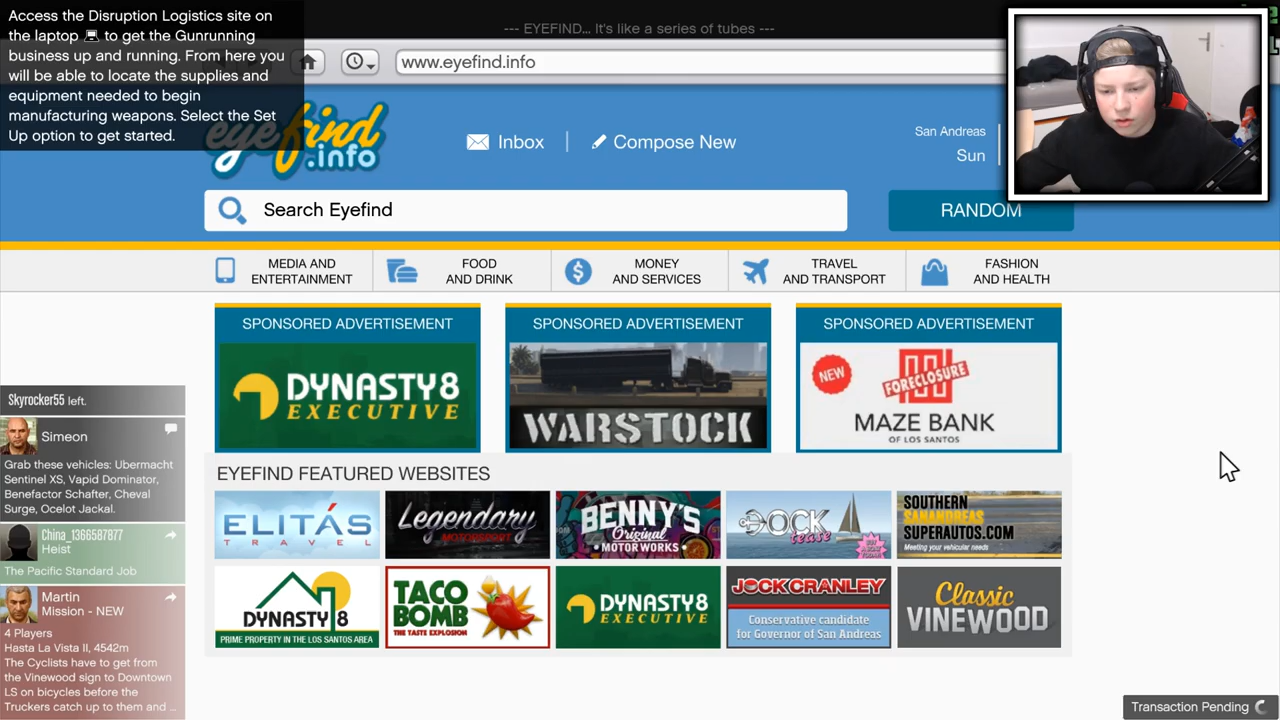 Access the Disruption Logistics site on
the laptop 💻 to get the Gunrunning
business up and running. From here you
will be able to locate the supplies and
equipment needed to begin
manufacturing weapons. Select the Set
Up option to get started.
--- EYEFIND... It's like a series of tubes ---
www.eyefind.info
eyefind
.info
Inbox
Compose New
San Andreas
Sun
Search Eyefind
RANDOM
MEDIA AND
ENTERTAINMENT
FOOD
AND DRINK
MONEY
AND SERVICES
TRAVEL
AND TRANSPORT
FASHION
AND HEALTH
SPONSORED ADVERTISEMENT
DYNASTY8
EXECUTIVE
SPONSORED ADVERTISEMENT
WARSTOCK
SPONSORED ADVERTISEMENT
NEW
FORECLOSURE
MAZE BANK
OF LOS SANTOS
EYEFIND FEATURED WEBSITES
ELITÁS
TRAVEL
Legendary
MOTORSPORT
BENNY'S
Original
MOTOR WORKS
DOCK
tease
SOUTHERN
SANANDREAS
SUPERAUTOS.COM
Meeting your vehicular needs
DYNASTY 8
PRIME PROPERTY IN THE LOS SANTOS AREA
TACO
BOMB
THE TASTE EXPLOSION
DYNASTY8
EXECUTIVE
JOCK CRANLEY
Conservative candidate
for Governor of San Andreas
Classic
VINEWOOD
Skyrocker55 left.
Simeon
Grab these vehicles: Ubermacht
Sentinel XS, Vapid Dominator,
Benefactor Schafter, Cheval
Surge, Ocelot Jackal.
China_1366587877
Heist
The Pacific Standard Job
Martin
Mission - NEW
4 Players
Hasta La Vista II, 4542m
The Cyclists have to get from
the Vinewood sign to Downtown
LS on bicycles before the
Truckers catch up to them and ...
Transaction Pending